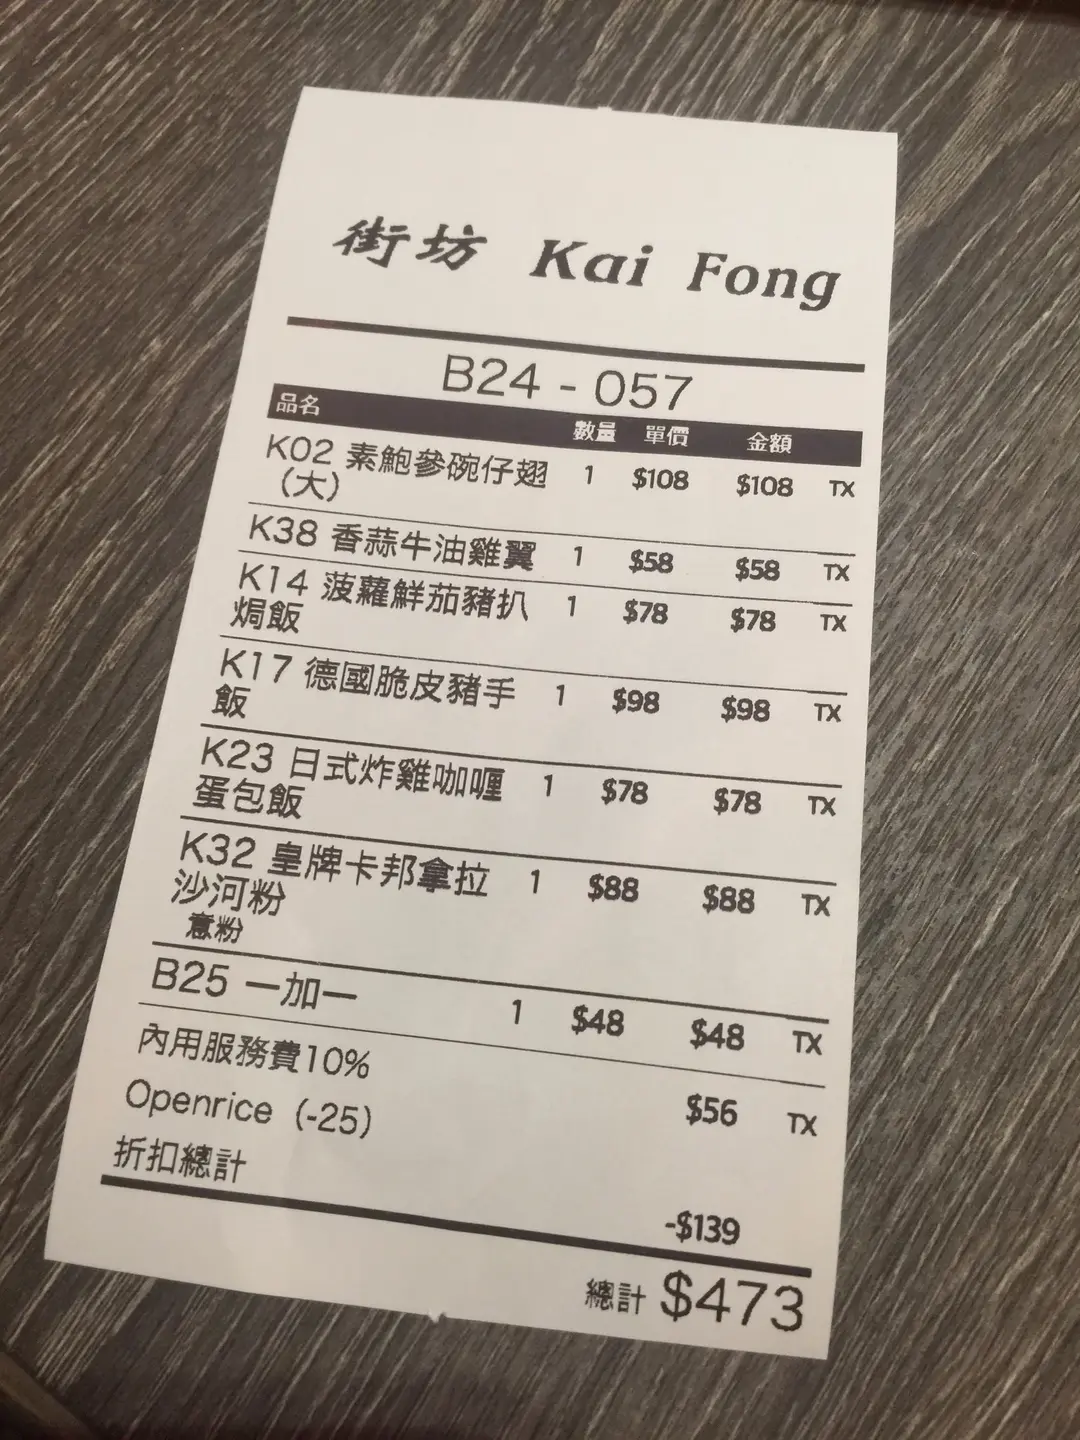 街坊 Kai Fong
B24 - 057
品名 數量 單價 金額
K02 素鮑參碗仔翅 1 $108 $108 TX
(大)
K38 香蒜牛油雞翼 1 $58 $58 TX
K14 菠蘿鮮茄豬扒 1 $78 $78 TX
焗飯
K17 德國脆皮豬手 1 $98 $98 TX
飯
K23 日式炸雞咖喱 1 $78 $78 TX
蛋包飯
K32 皇牌卡邦拿拉 1 $88 $88 TX
沙河粉
意粉
B25 一加一 1 $48 $48 TX
內用服務費10% $56 TX
Openrice (-25)
折扣總計 -$139
總計 $473